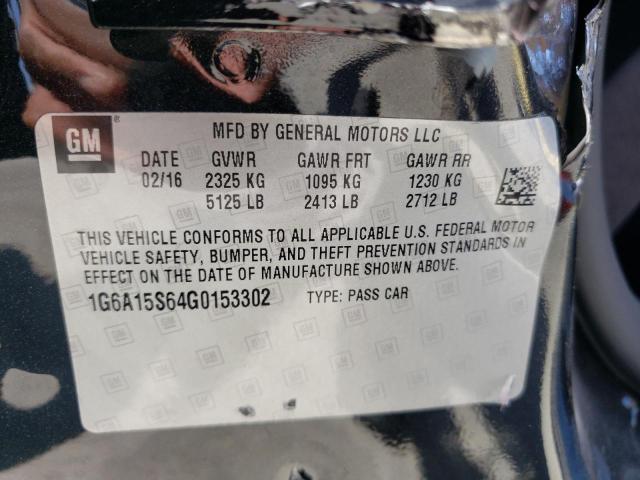 GM ® MFD BY GENERAL MOTORS LLC
DATE GVWR GAWR FRT GAWR RR
02/16 2325 KG 1095 KG 1230 KG
5125 LB 2413 LB 2712 LB
THIS VEHICLE CONFORMS TO ALL APPLICABLE U.S. FEDERAL MOTOR
VEHICLE SAFETY, BUMPER, AND THEFT PREVENTION STANDARDS IN
EFFECT ON THE DATE OF MANUFACTURE SHOWN ABOVE.
1G6A15S64G0153302 TYPE: PASS CAR